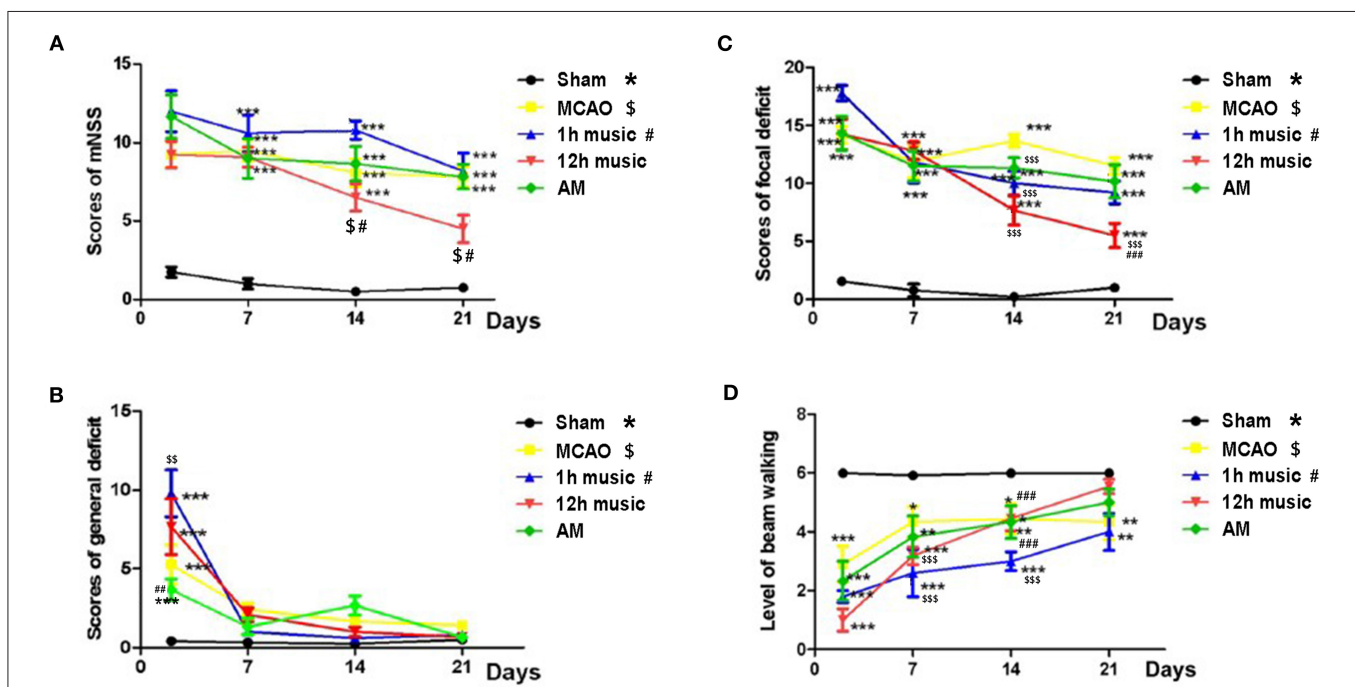 A
Scores of mNSS
15
10
5
0
0 7 14 21 Days
***
***
***
***
***
***
***
***
***
***
$#
$#
Sham *
MCAO $
1h music #
12h music
AM
C
Scores of focal deficit
20
15
10
5
0
0 7 14 21 Days
***
***
***
***
***
***
***
***
***
$$$
***
***
$$$
***
$$$
***
***
***
***
$$$
###
Sham *
MCAO $
1h music #
12h music
AM
B
Scores of general deficit
15
10
5
0
0 7 14 21 Days
$$
***
***
***
##
***
Sham *
MCAO $
1h music #
12h music
AM
D
Level of beam walking
8
6
4
2
0
0 7 14 21 Days
***
***
***
***
*
**
***
$$$
***
$$$
*
###
*
**
###
***
$$$
**
**
Sham *
MCAO $
1h music #
12h music
AM